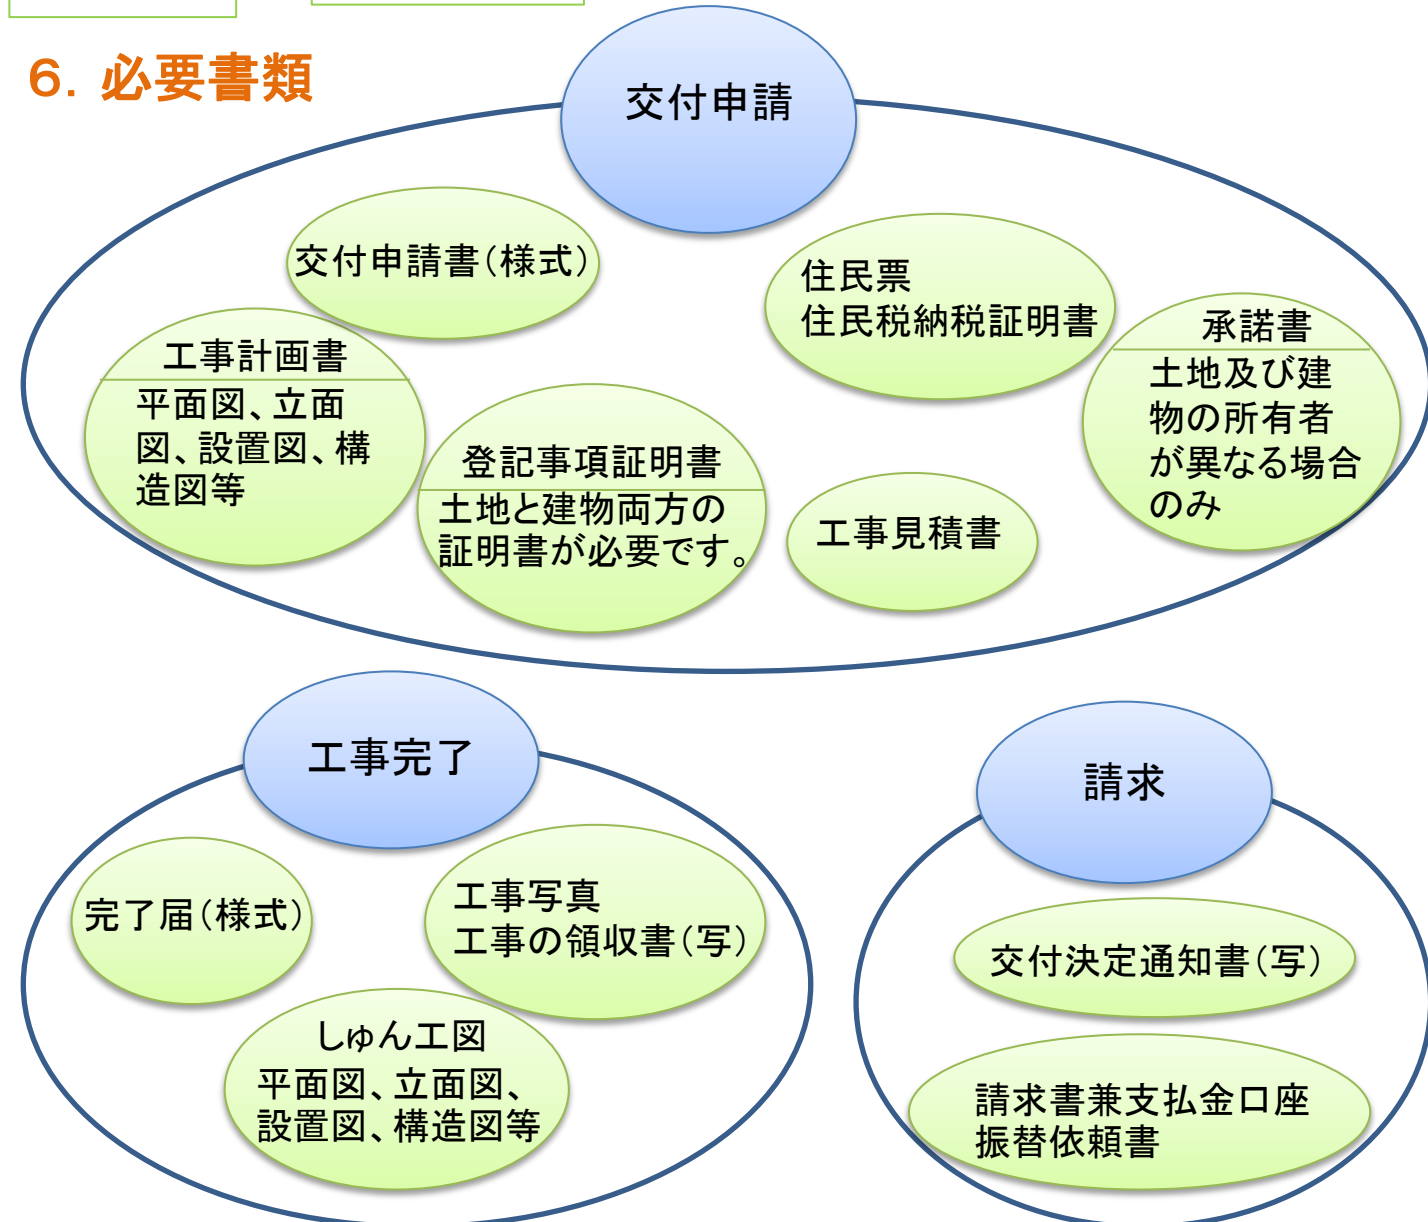 6．必要書類
交付申請
交付申請書（様式）
住民票
住民税納税証明書
承諾書
土地及び建
物の所有者
が異なる場合
のみ
工事計画書
平面図、立面
図、設置図、構
造図等
登記事項証明書
土地と建物両方の
証明書が必要です。
工事見積書
工事完了
完了届（様式）
工事写真
工事の領収書（写）
しゅん工図
平面図、立面図、
設置図、構造図等
請求
交付決定通知書（写）
請求書兼支払金口座
振替依頼書